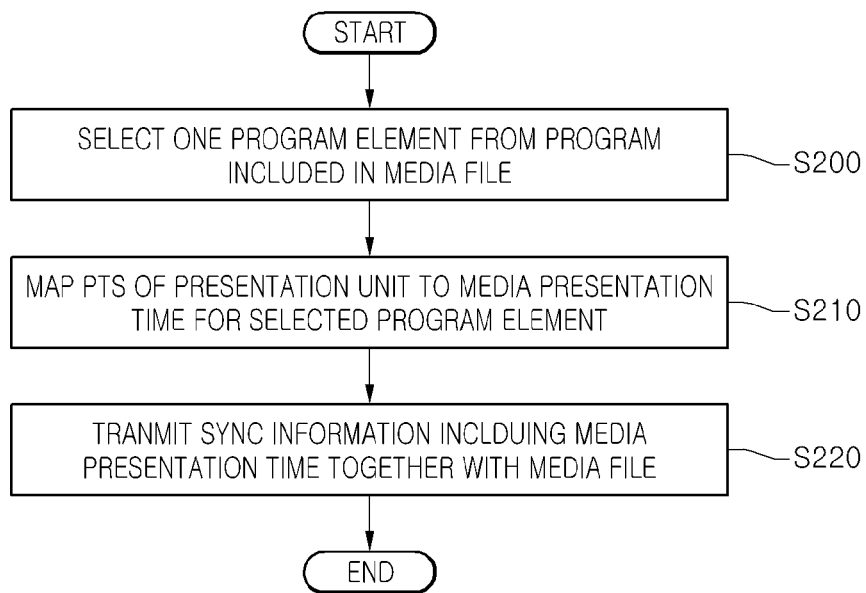 START
SELECT ONE PROGRAM ELEMENT FROM PROGRAM
INCLUDED IN MEDIA FILE
S200
MAP PTS OF PRESENTATION UNIT TO MEDIA PRESENTATION
TIME FOR SELECTED PROGRAM ELEMENT
S210
TRANMIT SYNC INFORMATION INCLDUING MEDIA
PRESENTATION TIME TOGETHER WITH MEDIA FILE
S220
END